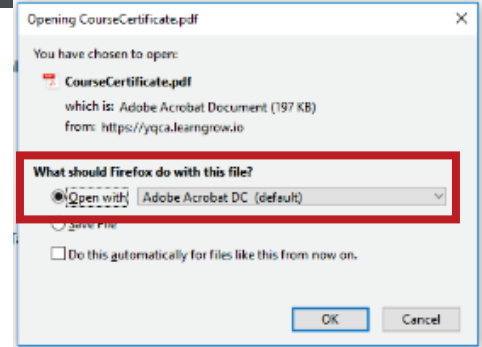 Opening CourseCertificate.pdf
You have chosen to open:
CourseCertificate.pdf
which is: Adobe Acrobat Document (197 KB)
from: https://yqca.learngrow.io
What should Firefox do with this file?
Open with Adobe Acrobat DC (default)
Save File
Do this automatically for files like this from now on.
OK Cancel